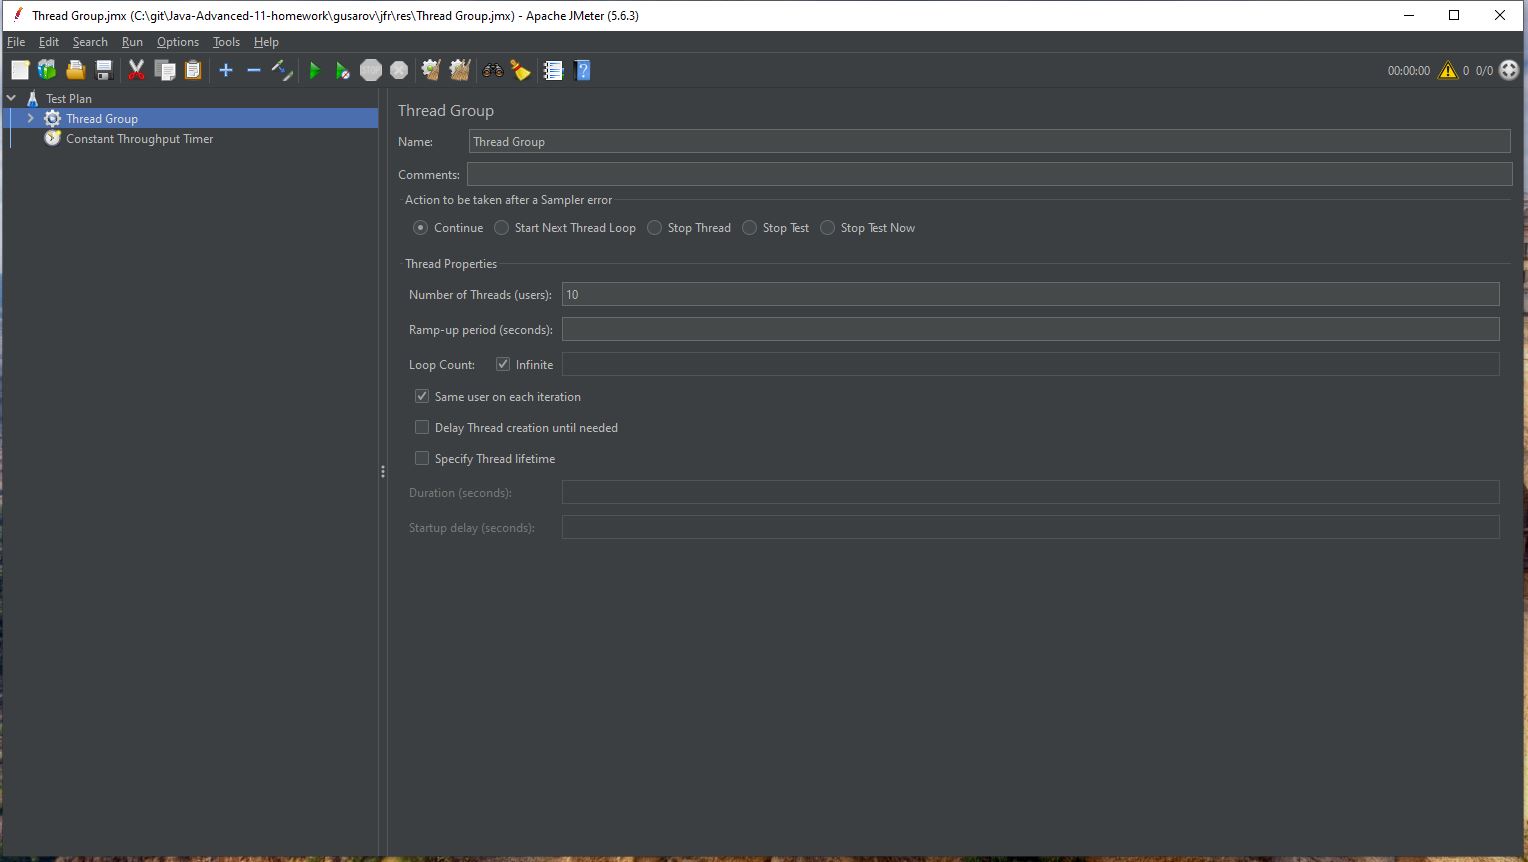 Thread Group.jmx (C:\git\Java-Advanced-11-homework\gusarov\jfr\res\Thread Group.jmx) - Apache JMeter (5.6.3)
File Edit Search Run Options Tools Help
STOP
00:00:00 0 0/0
Test Plan
Thread Group
Constant Throughput Timer
Thread Group
Name: Thread Group
Comments:
Action to be taken after a Sampler error
Continue Start Next Thread Loop Stop Thread Stop Test Stop Test Now
Thread Properties
Number of Threads (users): 10
Ramp-up period (seconds):
Loop Count: Infinite
Same user on each iteration
Delay Thread creation until needed
Specify Thread lifetime
Duration (seconds):
Startup delay (seconds):